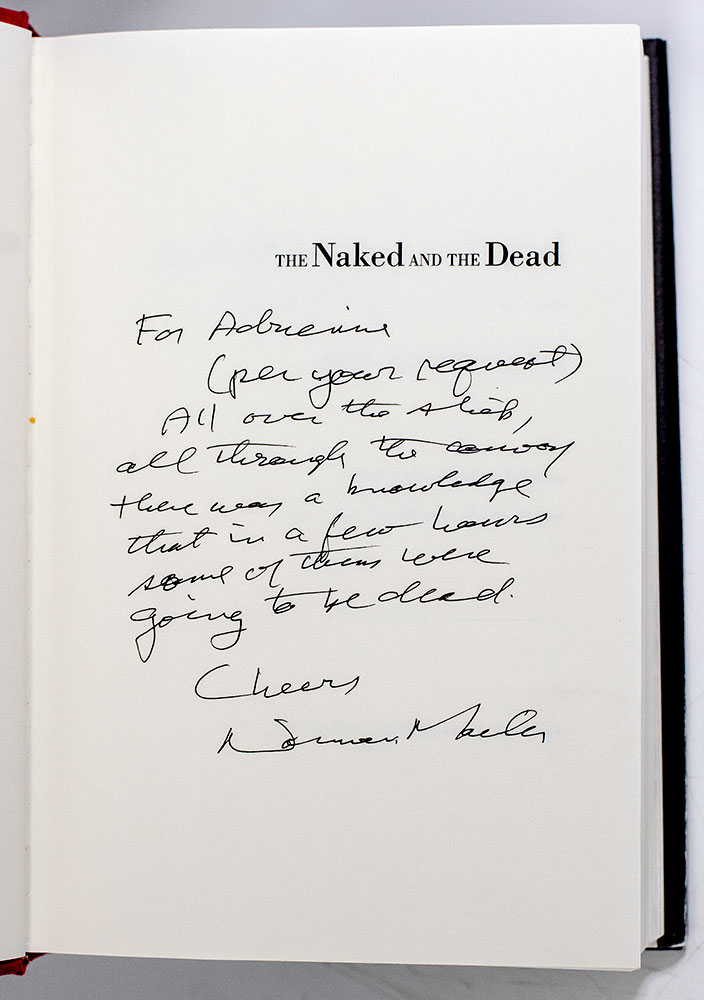 THE Naked AND THE Dead
For Adrienne
(per your request)
All over the ship,
all through the convoy
there was a knowledge
that in a few hours
some of them were
going to be dead.
Cheers
Norman Mailer